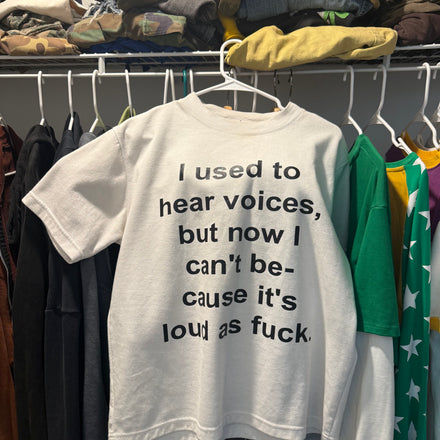 I used to
hear voices,
but now I
can't be-
cause it's
loud as fuck.